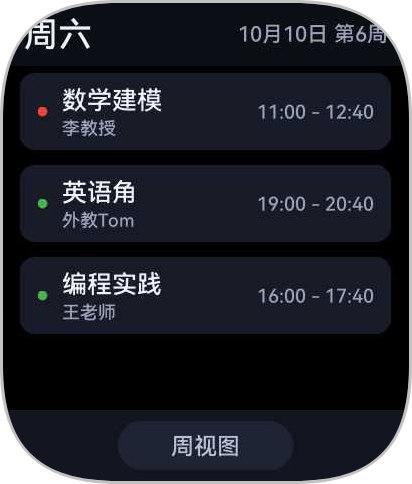 周六
10月10日 第6周
数学建模
李教授
11:00 - 12:40
英语角
外教Tom
19:00 - 20:40
编程实践
王老师
16:00 - 17:40
周视图